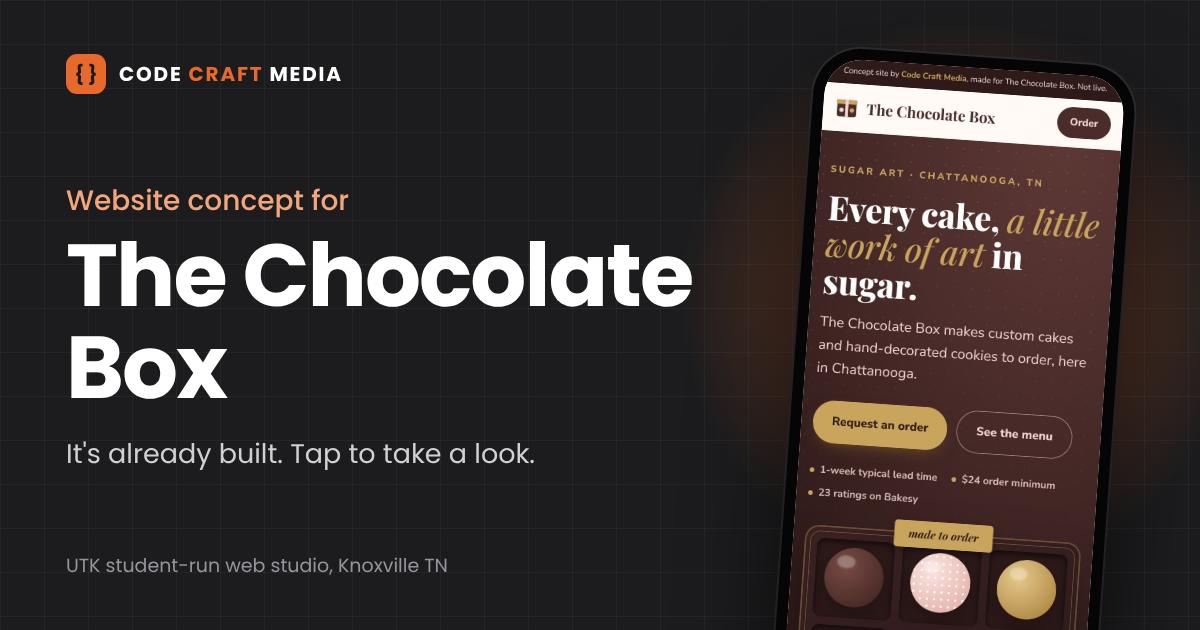 { } CODE CRAFT MEDIA
Website concept for
The Chocolate
Box
It's already built. Tap to take a look.
UTK student-run web studio, Knoxville TN
Concept site by Code Craft Media, made for The Chocolate Box. Not live.
The Chocolate Box
Order
SUGAR ART · CHATTANOOGA, TN
Every cake, a little
work of art in
sugar.
The Chocolate Box makes custom cakes
and hand-decorated cookies to order, here
in Chattanooga.
Request an order
See the menu
1-week typical lead time
$24 order minimum
23 ratings on Bakesy
made to order